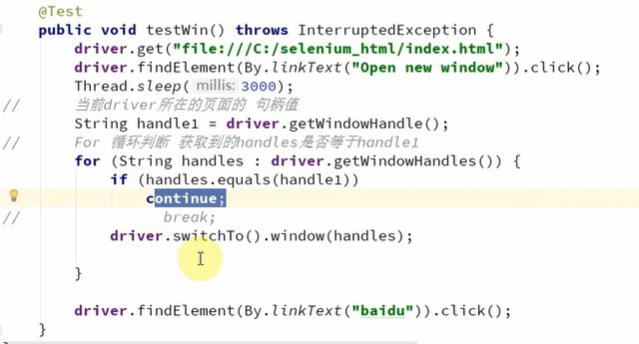 @Test
public void testWin() throws InterruptedException {
driver.get("file:///C:/selenium_html/index.html");
driver.findElement(By.linkText("Open new window")).click();
Thread.sleep( millis: 3000);
// 当前driver所在的页面的 句柄值
String handle1 = driver.getWindowHandle();
// For 循环判断 获取到的handles是否等于handle1
for (String handles : driver.getWindowHandles()) {
if (handles.equals(handle1))
continue;
// break;
driver.switchTo().window(handles);
}
driver.findElement(By.linkText("baidu")).click();
}